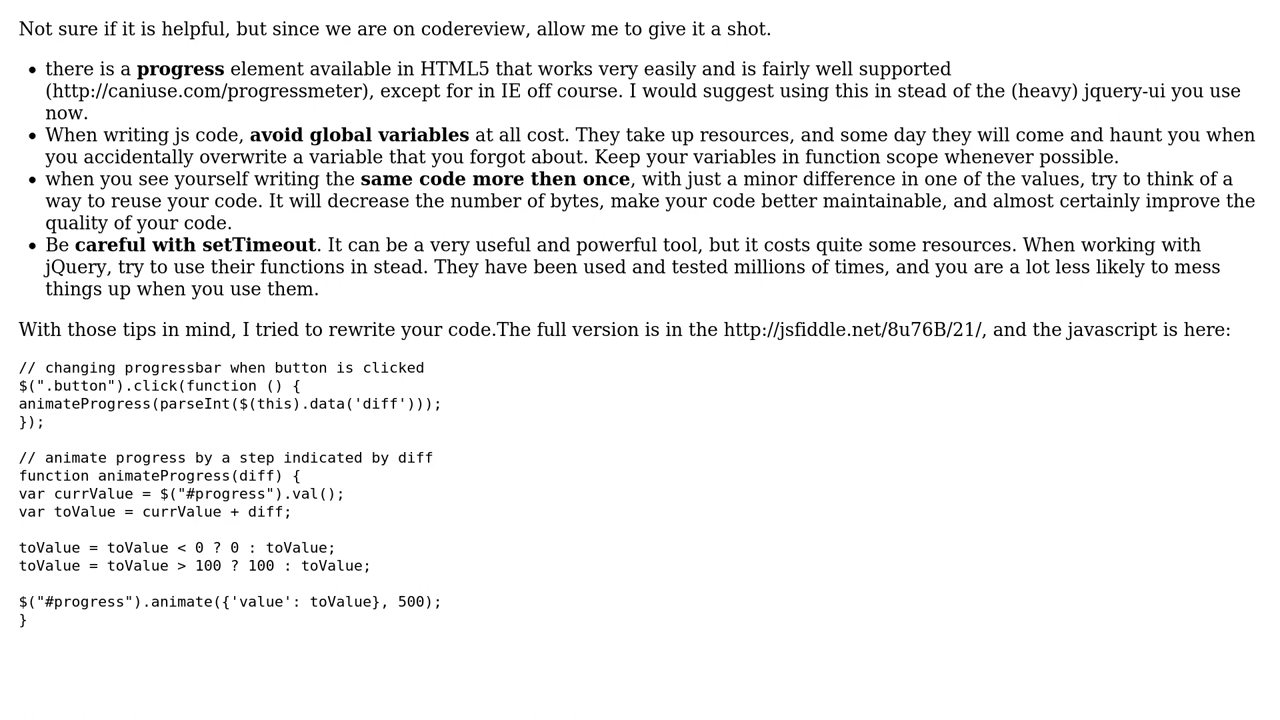 Not sure if it is helpful, but since we are on codereview, allow me to give it a shot.
• there is a progress element available in HTML5 that works very easily and is fairly well supported
(http://caniuse.com/progressmeter), except for in IE off course. I would suggest using this in stead of the (heavy) jquery-ui you use
now.
• When writing js code, avoid global variables at all cost. They take up resources, and some day they will come and haunt you when
you accidentally overwrite a variable that you forgot about. Keep your variables in function scope whenever possible.
• when you see yourself writing the same code more then once, with just a minor difference in one of the values, try to think of a
way to reuse your code. It will decrease the number of bytes, make your code better maintainable, and almost certainly improve the
quality of your code.
• Be careful with setTimeout. It can be a very useful and powerful tool, but it costs quite some resources. When working with
jQuery, try to use their functions in stead. They have been used and tested millions of times, and you are a lot less likely to mess
things up when you use them.
With those tips in mind, I tried to rewrite your code.The full version is in the http://jsfiddle.net/8u76B/21/, and the javascript is here:
// changing progressbar when button is clicked
$(".button").click(function () {
animateProgress(parseInt($(this).data('diff')));
});
// animate progress by a step indicated by diff
function animateProgress(diff) {
var currValue = $("#progress").val();
var toValue = currValue + diff;
toValue = toValue < 0 ? 0 : toValue;
toValue = toValue > 100 ? 100 : toValue;
$("#progress").animate({'value': toValue}, 500);
}